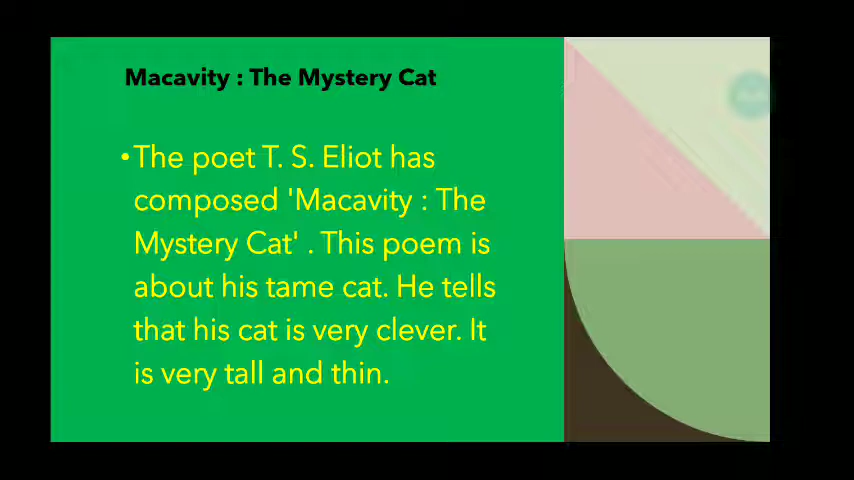 Macavity : The Mystery Cat
•The poet T. S. Eliot has
composed 'Macavity : The
Mystery Cat' . This poem is
about his tame cat. He tells
that his cat is very clever. It
is very tall and thin.